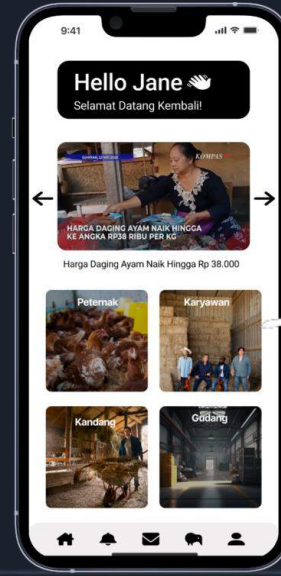 9:41
Hello Jane
Selamat Datang Kembali!
KOMPAS
HARGA DAGING AYAM NAIK HINGGA
KE ANGKA RP38 RIBU PER KG
Harga Daging Ayam Naik Hingga Rp 38.000
Peternak
Karyawan
Kandang
Gudang